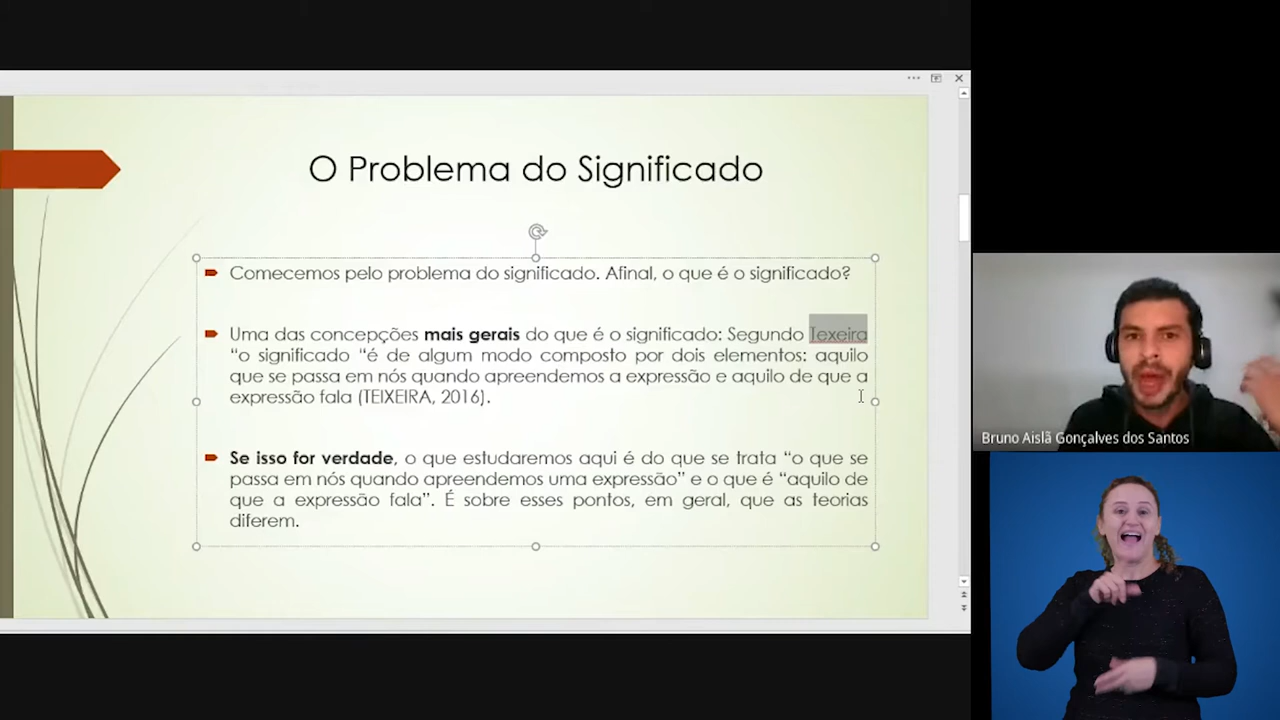 O Problema do Significado
Comecemos pelo problema do significado. Afinal, o que é o significado?
Uma das concepções mais gerais do que é o significado: Segundo Texeira
“o significado “é de algum modo composto por dois elementos: aquilo
que se passa em nós quando apreendemos a expressão e aquilo de que a
expressão fala (TEIXEIRA, 2016).
Se isso for verdade, o que estudaremos aqui é do que se trata “o que se
passa em nós quando apreendemos uma expressão” e o que é “aquilo de
que a expressão fala”. É sobre esses pontos, em geral, que as teorias
diferem.
Bruno Aislã Gonçalves dos Santos